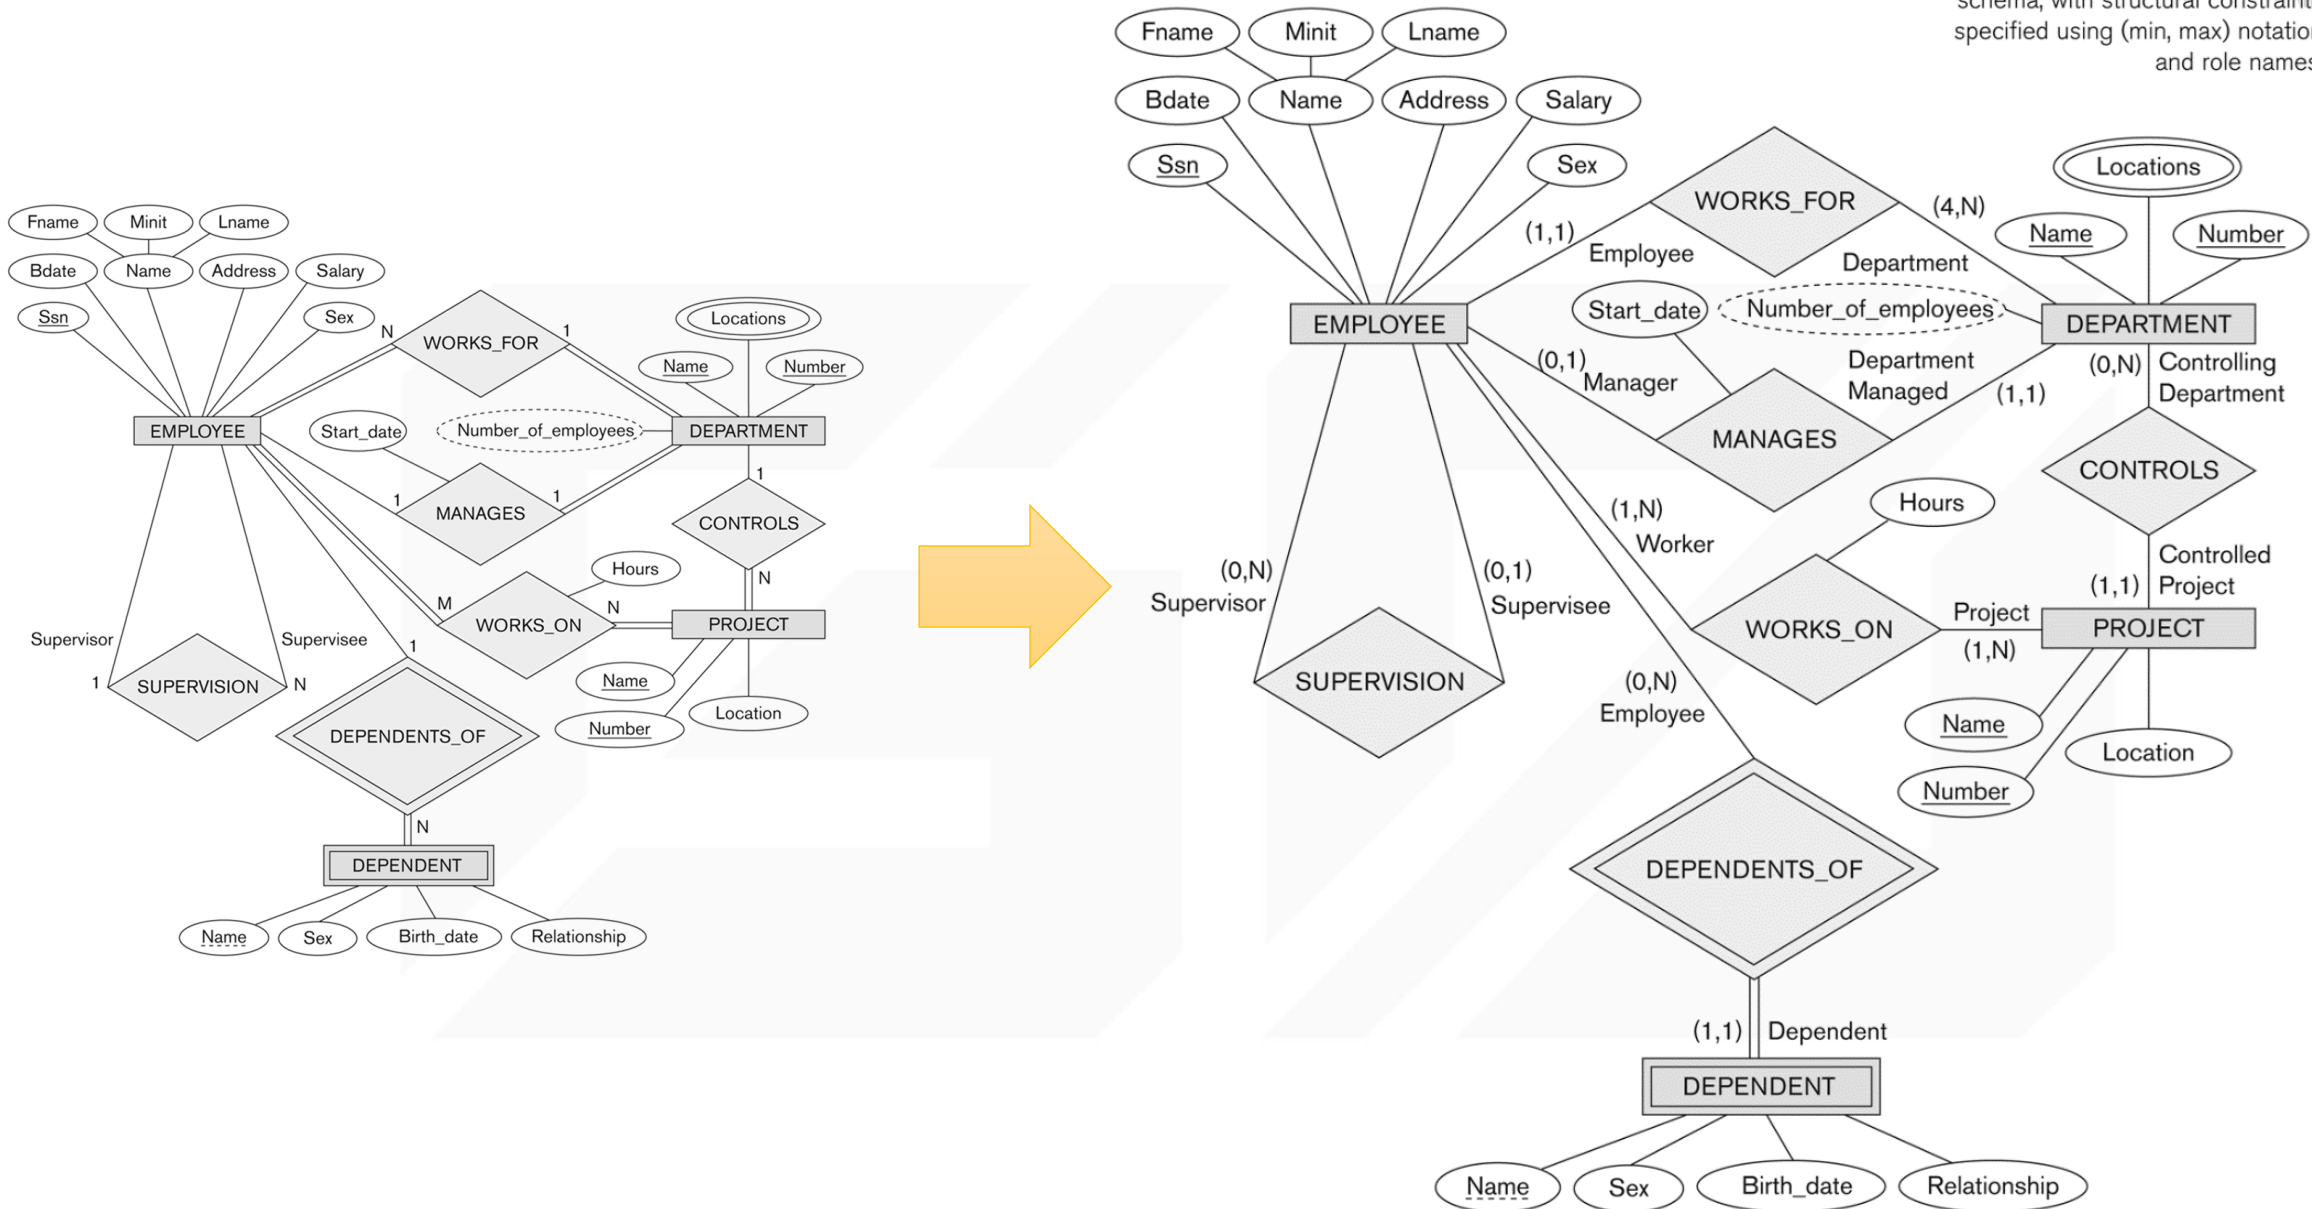 schema, with structural constraint
specified using (min, max) notation
and role names
Fname
Minit
Lname
Bdate
Name
Address
Salary
Ssn
Sex
N
WORKS_FOR
1
Locations
Name
Number
EMPLOYEE
Start_date
Number_of_employees
DEPARTMENT
1
MANAGES
1
1
CONTROLS
N
Hours
M
WORKS_ON
N
PROJECT
Name
Number
Location
Supervisor
Supervisee
1
SUPERVISION
N
1
DEPENDENTS_OF
N
DEPENDENT
Name
Sex
Birth_date
Relationship
Fname
Minit
Lname
Bdate
Name
Address
Salary
Ssn
Sex
WORKS_FOR
(1,1)
Employee
(4,N)
Department
Locations
Name
Number
EMPLOYEE
Start_date
Number_of_employees
DEPARTMENT
(0,1)
Manager
Department
Managed
(1,1)
MANAGES
(0,N)
Controlling
Department
CONTROLS
Controlled
Project
(1,1)
Hours
(1,N)
Worker
WORKS_ON
Project
(1,N)
PROJECT
Name
Number
Location
(0,N)
Supervisor
(0,1)
Supervisee
SUPERVISION
(0,N)
Employee
DEPENDENTS_OF
(1,1)
Dependent
DEPENDENT
Name
Sex
Birth_date
Relationship